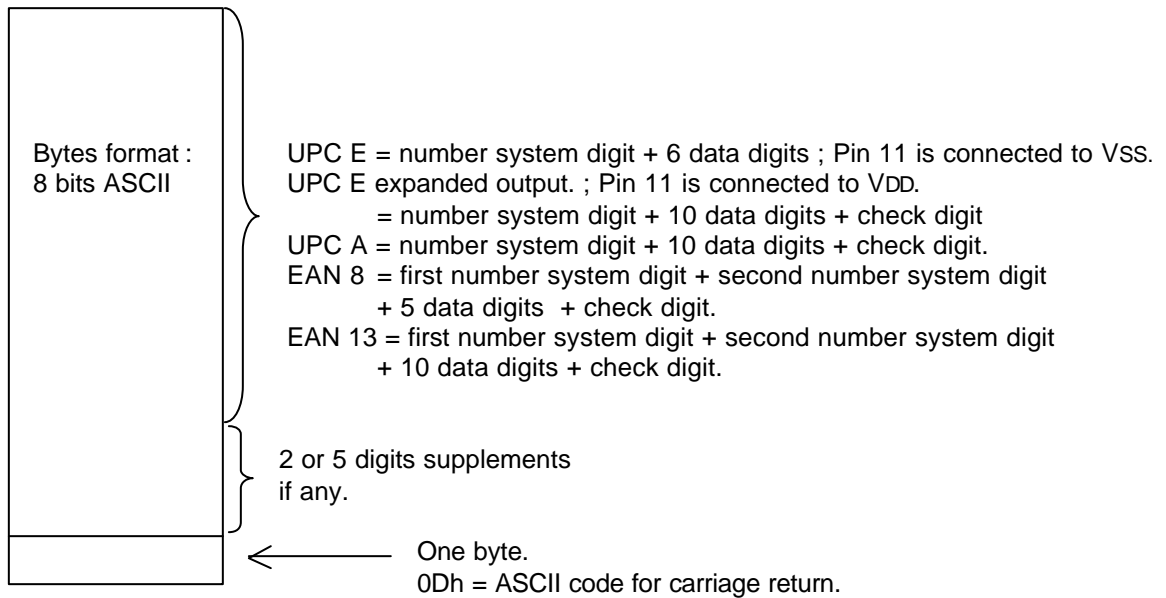 Bytes format :
8 bits ASCII
UPC E = number system digit + 6 data digits ; Pin 11 is connected to VSS.
UPC E expanded output. ; Pin 11 is connected to VDD.
= number system digit + 10 data digits + check digit
UPC A = number system digit + 10 data digits + check digit.
EAN 8 = first number system digit + second number system digit
+ 5 data digits + check digit.
EAN 13 = first number system digit + second number system digit
+ 10 data digits + check digit.
2 or 5 digits supplements
if any.
One byte.
0Dh = ASCII code for carriage return.